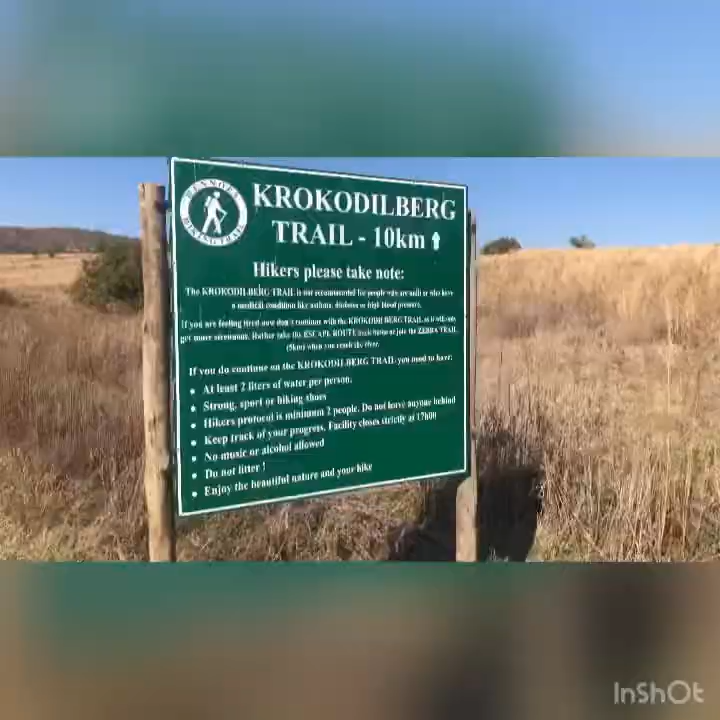 HENNOPS
HIKING TRAIL
KROKODILBERG
TRAIL - 10km
Hikers please take note:
The KROKODILBERG TRAIL is not recommended for people who are unfit or who have
a medical condition like asthma, diabetes or high blood pressure.
If you are feeling tired now don't continue with the KROKODILBERG TRAIL as it will only
get more strenuous. Rather take the ESCAPE ROUTE back home or join the ZEBRA TRAIL
(5km) when you reach the river.
If you do continue on the KROKODILBERG TRAIL you need to have:
• At least 2 liters of water per person.
• Strong, sport or hiking shoes
• Hikers protocol is minimum 2 people. Do not leave anyone behind
• Keep track of your progress. Facility closes strictly at 17h00
• No music or alcohol allowed
• Do not litter !
• Enjoy the beautiful nature and your hike
InShOt